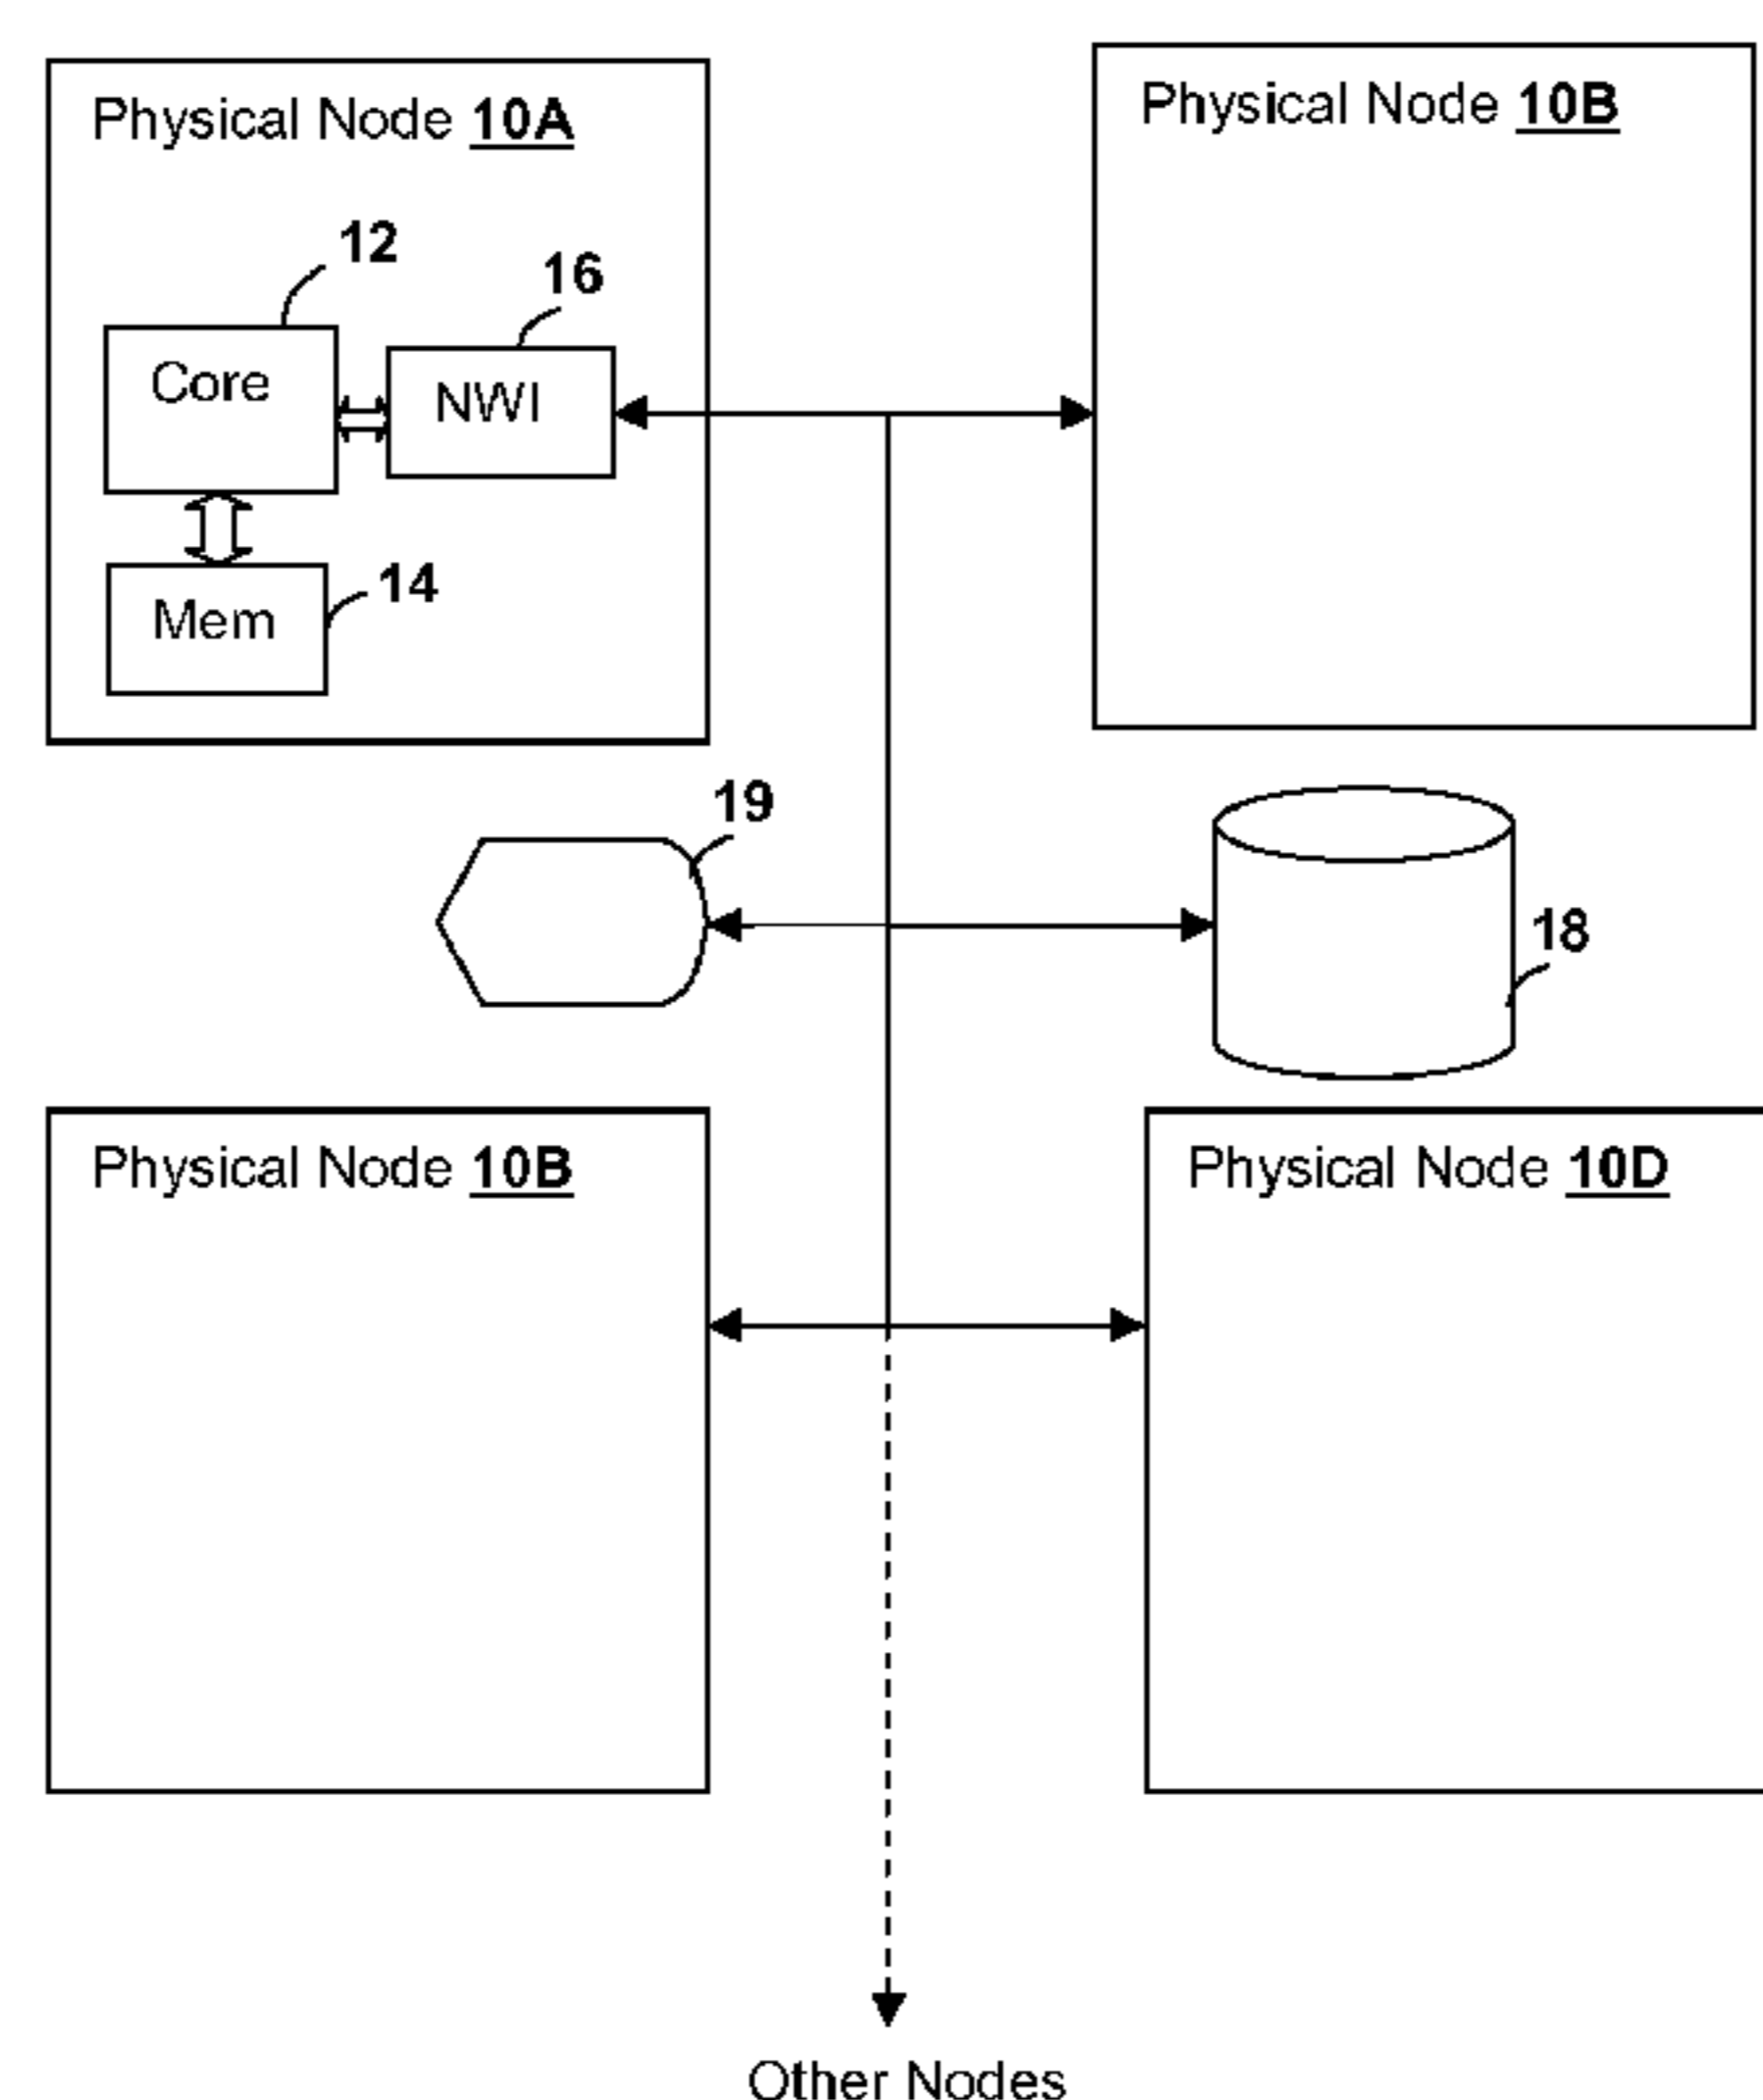 Physical Node 10A
Physical Node 10B
12
16
Core
NWI
14
Mem
19
18
Physical Node 10B
Physical Node 10D
Other Nodes